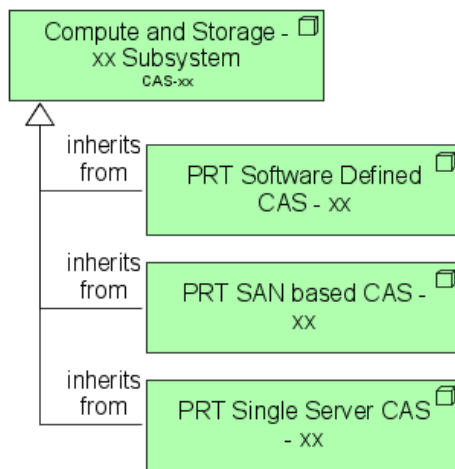 Compute and Storage -
xx Subsystem
CAS-xx
inherits
from
PRT Software Defined
CAS - xx
inherits
from
PRT SAN based CAS -
xx
inherits
from
PRT Single Server CAS
- xx